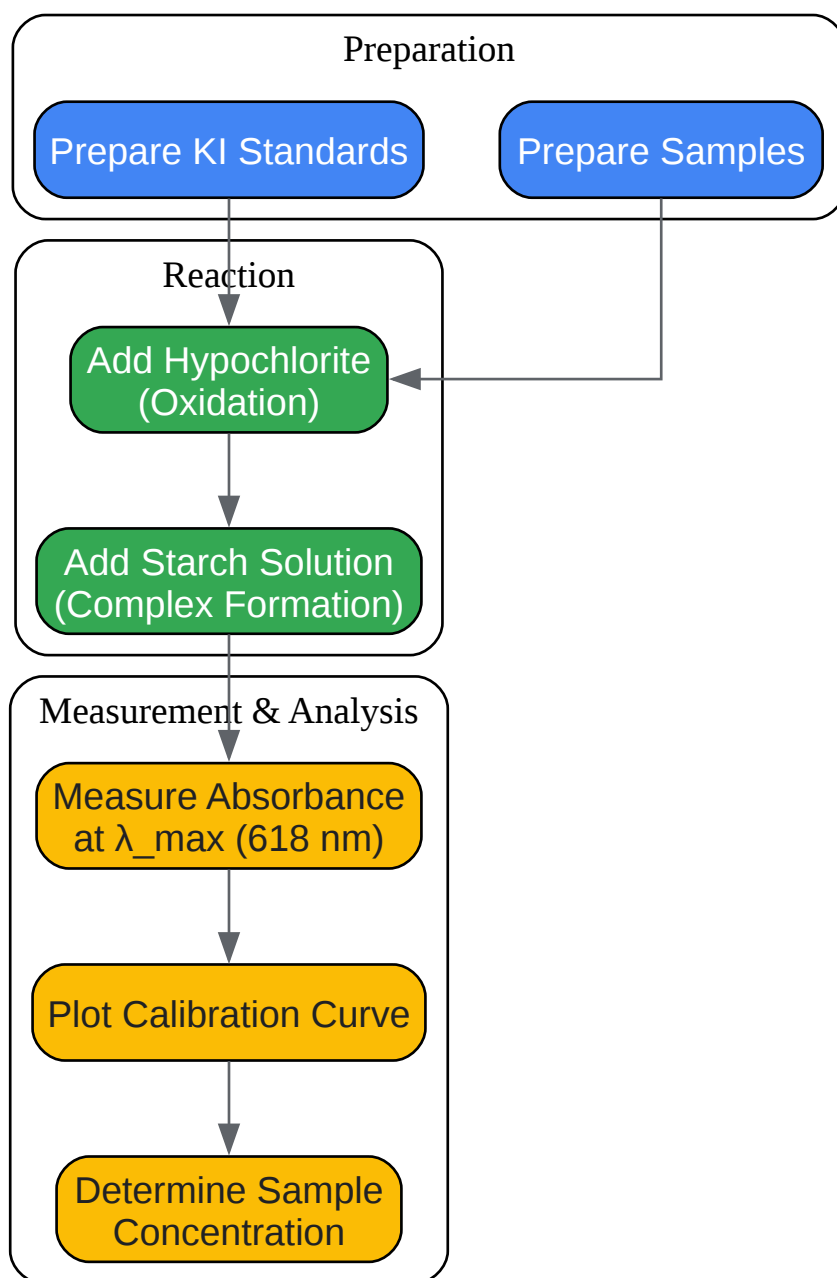 Preparation
Prepare KI Standards
Prepare Samples
Reaction
Add Hypochlorite
(Oxidation)
Add Starch Solution
(Complex Formation)
Measurement & Analysis
Measure Absorbance
at λ_max (618 nm)
Plot Calibration Curve
Determine Sample
Concentration